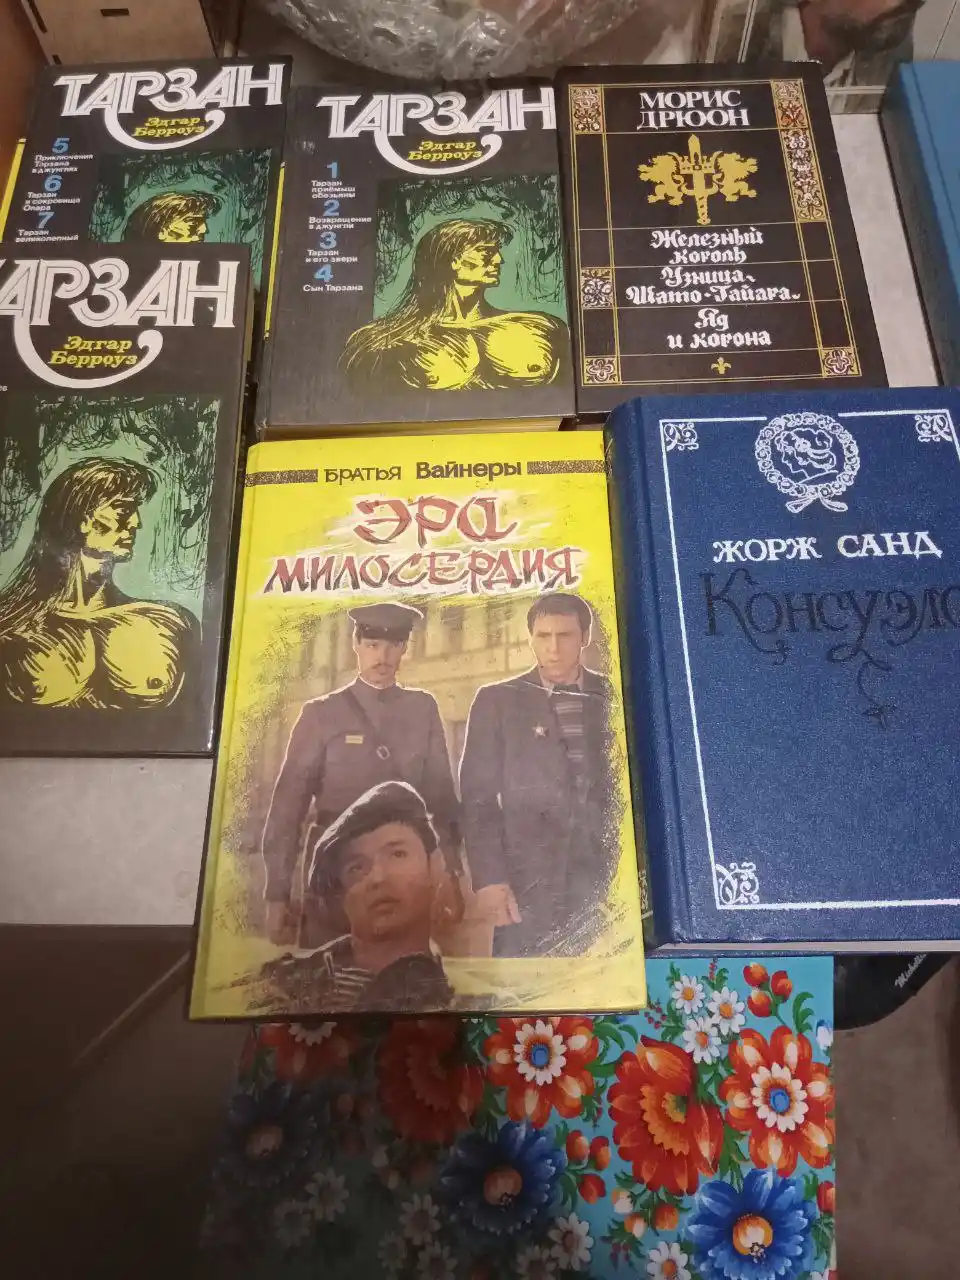 ТАРЗАН
Эдгар
Берроуз
5
Приключения
Тарзана
в джунглях
6
Тарзан
и сокровища
Опара
7
Тарзан
великолепный
ТАРЗАН
Эдгар
Берроуз
1
Тарзан
приёмыш
обезьяны
2
Возвращение
в джунгли
3
Тарзан
и его звери
4
Сын Тарзана
МОРИС
ДРЮОН
Железный
король
Узница
Шато-Гайара
Яд
и корона
АРЗАН
Эдгар
Берроуз
БРАТЬЯ Вайнеры
ЭРА
МИЛОСЕРДИЯ
ЖОРЖ САНД
Консуэло
Michelin